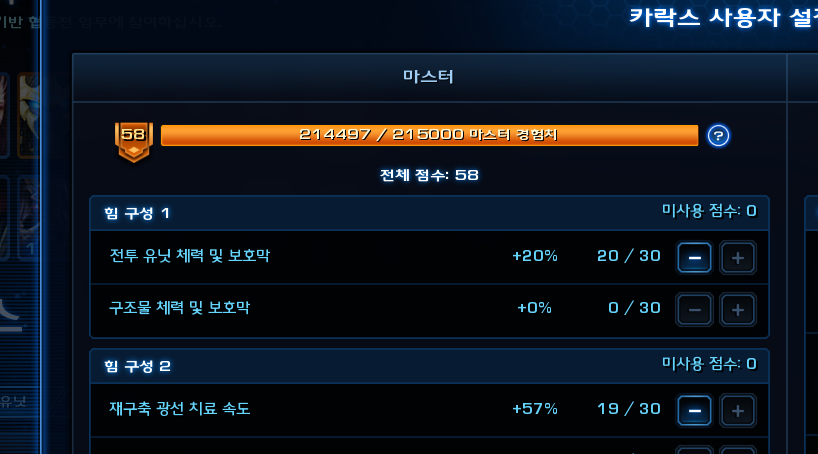 카락스 사용자 설정
마스터
58
214497 / 215000 마스터 경험치
?
전체 점수: 58
힘 구성 1
미사용 점수: 0
전투 유닛 체력 및 보호막
+20%
20 / 30
구조물 체력 및 보호막
+0%
0 / 30
힘 구성 2
미사용 점수: 0
재구축 광선 치료 속도
+57%
19 / 30
유닛